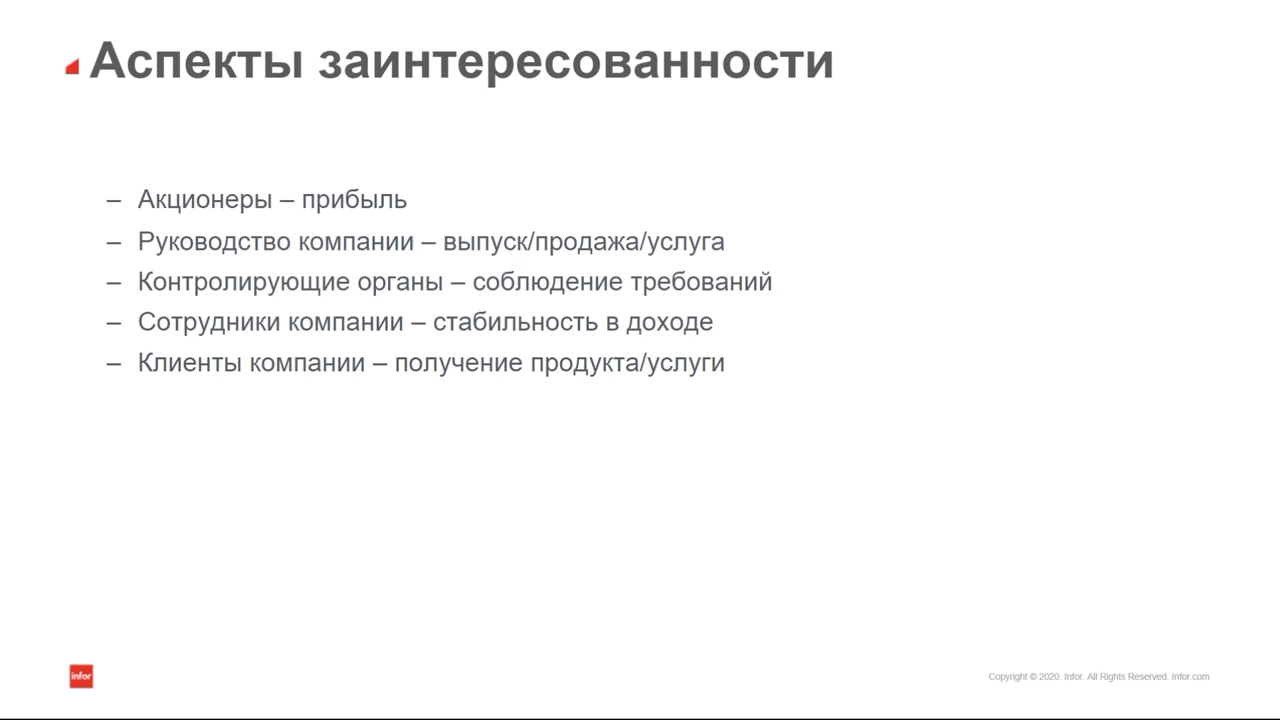 Аспекты заинтересованности
– Акционеры – прибыль
– Руководство компании – выпуск/продажа/услуга
– Контролирующие органы – соблюдение требований
– Сотрудники компании – стабильность в доходе
– Клиенты компании – получение продукта/услуги
infor
Copyright © 2020. Infor. All Rights Reserved. Infor.com